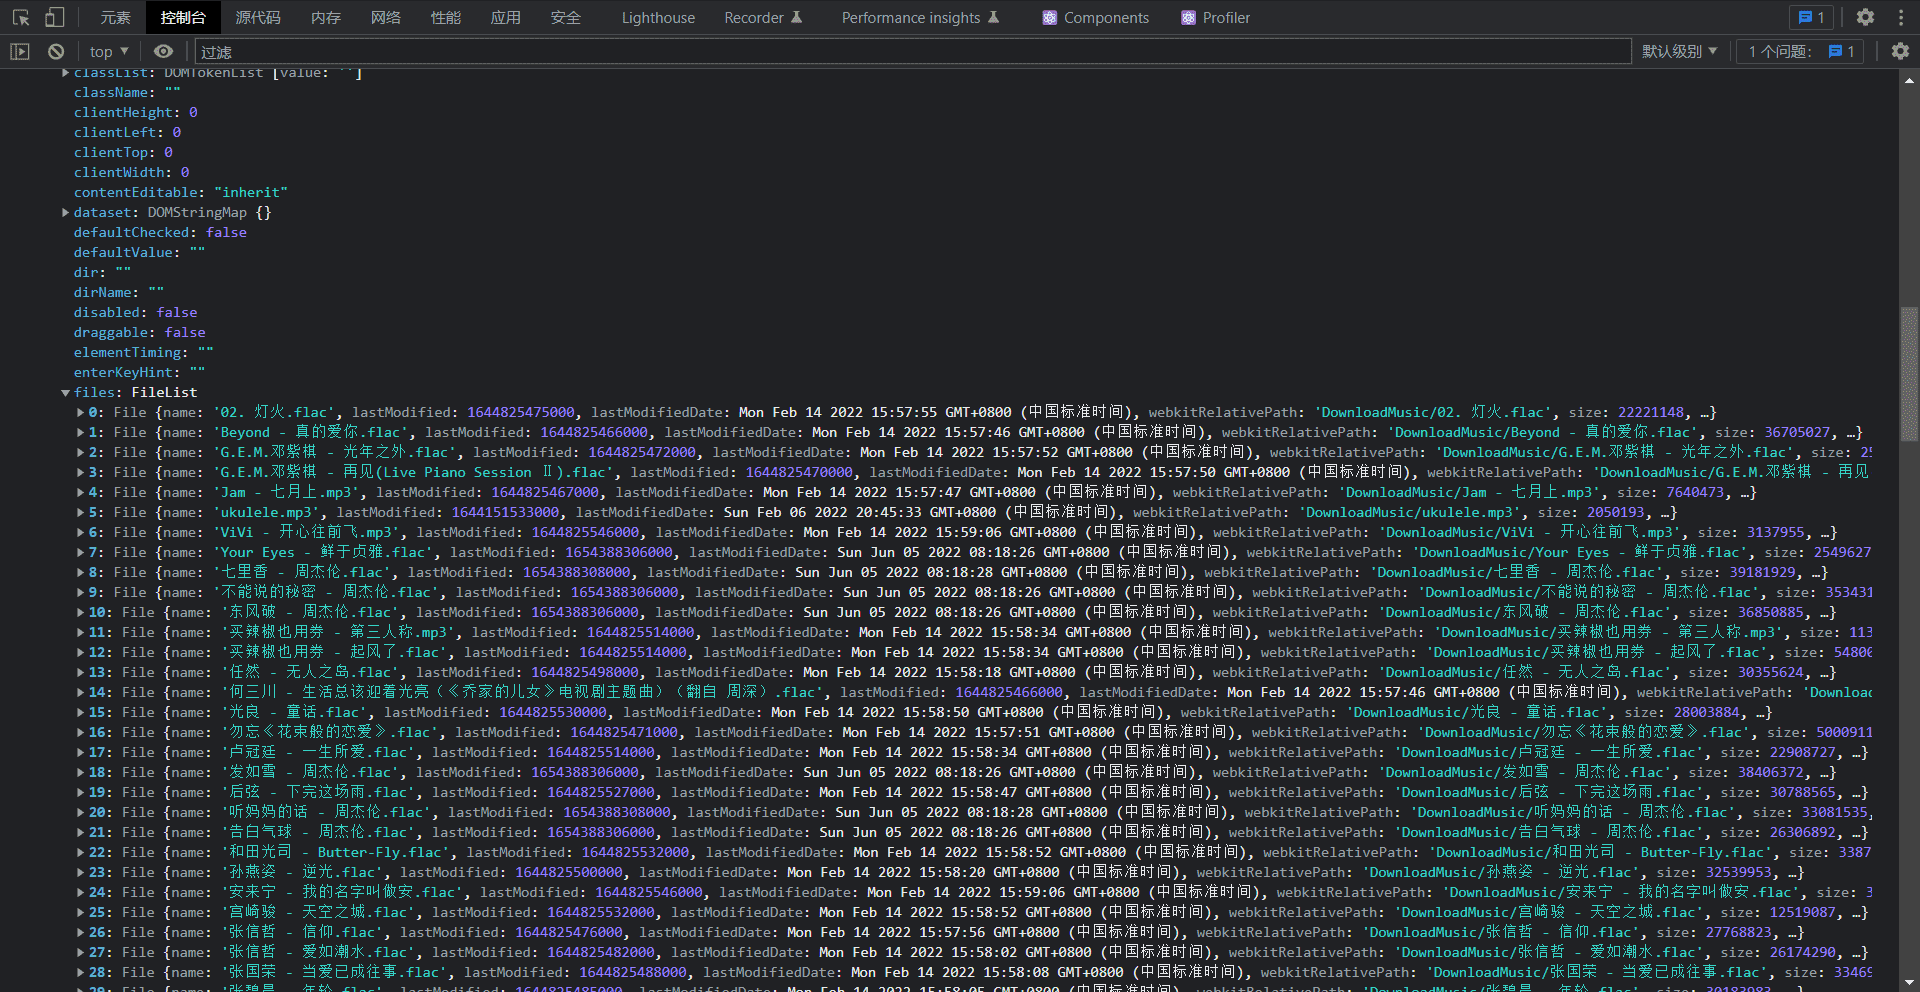 元素 控制台 源代码 内存 网络 性能 应用 安全 Lighthouse Recorder Performance insights Components Profiler 1
top 过滤 默认级别 1 个问题: 1
classList: DOMTokenList [value: '']
className: ""
clientHeight: 0
clientLeft: 0
clientTop: 0
clientWidth: 0
contentEditable: "inherit"
dataset: DOMStringMap {}
defaultChecked: false
defaultValue: ""
dir: ""
dirName: ""
disabled: false
draggable: false
elementTiming: ""
enterKeyHint: ""
files: FileList
0: File {name: '02. 灯火.flac', lastModified: 1644825475000, lastModifiedDate: Mon Feb 14 2022 15:57:55 GMT+0800 (中国标准时间), webkitRelativePath: 'DownloadMusic/02. 灯火.flac', size: 22221148, …}
1: File {name: 'Beyond - 真的爱你.flac', lastModified: 1644825466000, lastModifiedDate: Mon Feb 14 2022 15:57:46 GMT+0800 (中国标准时间), webkitRelativePath: 'DownloadMusic/Beyond - 真的爱你.flac', size: 36705027, …}
2: File {name: 'G.E.M.邓紫棋 - 光年之外.flac', lastModified: 1644825472000, lastModifiedDate: Mon Feb 14 2022 15:57:52 GMT+0800 (中国标准时间), webkitRelativePath: 'DownloadMusic/G.E.M.邓紫棋 - 光年之外.flac', size: 25
3: File {name: 'G.E.M.邓紫棋 - 再见(Live Piano Session Ⅱ).flac', lastModified: 1644825470000, lastModifiedDate: Mon Feb 14 2022 15:57:50 GMT+0800 (中国标准时间), webkitRelativePath: 'DownloadMusic/G.E.M.邓紫棋 - 再见
4: File {name: 'Jam - 七月上.mp3', lastModified: 1644825467000, lastModifiedDate: Mon Feb 14 2022 15:57:47 GMT+0800 (中国标准时间), webkitRelativePath: 'DownloadMusic/Jam - 七月上.mp3', size: 7640473, …}
5: File {name: 'ukulele.mp3', lastModified: 1644151533000, lastModifiedDate: Sun Feb 06 2022 20:45:33 GMT+0800 (中国标准时间), webkitRelativePath: 'DownloadMusic/ukulele.mp3', size: 2050193, …}
6: File {name: 'ViVi - 开心往前飞.mp3', lastModified: 1644825546000, lastModifiedDate: Mon Feb 14 2022 15:59:06 GMT+0800 (中国标准时间), webkitRelativePath: 'DownloadMusic/ViVi - 开心往前飞.mp3', size: 3137955, …}
7: File {name: 'Your Eyes - 鲜于贞雅.flac', lastModified: 1654388306000, lastModifiedDate: Sun Jun 05 2022 08:18:26 GMT+0800 (中国标准时间), webkitRelativePath: 'DownloadMusic/Your Eyes - 鲜于贞雅.flac', size: 2549627
8: File {name: '七里香 - 周杰伦.flac', lastModified: 1654388308000, lastModifiedDate: Sun Jun 05 2022 08:18:28 GMT+0800 (中国标准时间), webkitRelativePath: 'DownloadMusic/七里香 - 周杰伦.flac', size: 39181929, …}
9: File {name: '不能说的秘密 - 周杰伦.flac', lastModified: 1654388306000, lastModifiedDate: Sun Jun 05 2022 08:18:26 GMT+0800 (中国标准时间), webkitRelativePath: 'DownloadMusic/不能说的秘密 - 周杰伦.flac', size: 353431
10: File {name: '东风破 - 周杰伦.flac', lastModified: 1654388306000, lastModifiedDate: Sun Jun 05 2022 08:18:26 GMT+0800 (中国标准时间), webkitRelativePath: 'DownloadMusic/东风破 - 周杰伦.flac', size: 36850885, …}
11: File {name: '买辣椒也用券 - 第三人称.mp3', lastModified: 1644825514000, lastModifiedDate: Mon Feb 14 2022 15:58:34 GMT+0800 (中国标准时间), webkitRelativePath: 'DownloadMusic/买辣椒也用券 - 第三人称.mp3', size: 113
12: File {name: '买辣椒也用券 - 起风了.flac', lastModified: 1644825514000, lastModifiedDate: Mon Feb 14 2022 15:58:34 GMT+0800 (中国标准时间), webkitRelativePath: 'DownloadMusic/买辣椒也用券 - 起风了.flac', size: 54800
13: File {name: '任然 - 无人之岛.flac', lastModified: 1644825498000, lastModifiedDate: Mon Feb 14 2022 15:58:18 GMT+0800 (中国标准时间), webkitRelativePath: 'DownloadMusic/任然 - 无人之岛.flac', size: 30355624, …}
14: File {name: '何三川 - 生活总该迎着光亮 (《乔家的儿女》电视剧主题曲) (翻自 周深) .flac', lastModified: 1644825466000, lastModifiedDate: Mon Feb 14 2022 15:57:46 GMT+0800 (中国标准时间), webkitRelativePath: 'Downloa
15: File {name: '光良 - 童话.flac', lastModified: 1644825530000, lastModifiedDate: Mon Feb 14 2022 15:58:50 GMT+0800 (中国标准时间), webkitRelativePath: 'DownloadMusic/光良 - 童话.flac', size: 28003884, …}
16: File {name: '勿忘《花束般的恋爱》.flac', lastModified: 1644825471000, lastModifiedDate: Mon Feb 14 2022 15:57:51 GMT+0800 (中国标准时间), webkitRelativePath: 'DownloadMusic/勿忘《花束般的恋爱》.flac', size: 5000911
17: File {name: '卢冠廷 - 一生所爱.flac', lastModified: 1644825514000, lastModifiedDate: Mon Feb 14 2022 15:58:34 GMT+0800 (中国标准时间), webkitRelativePath: 'DownloadMusic/卢冠廷 - 一生所爱.flac', size: 22908727, …}
18: File {name: '发如雪 - 周杰伦.flac', lastModified: 1654388306000, lastModifiedDate: Sun Jun 05 2022 08:18:26 GMT+0800 (中国标准时间), webkitRelativePath: 'DownloadMusic/发如雪 - 周杰伦.flac', size: 38406372, …}
19: File {name: '后弦 - 下完这场雨.flac', lastModified: 1644825527000, lastModifiedDate: Mon Feb 14 2022 15:58:47 GMT+0800 (中国标准时间), webkitRelativePath: 'DownloadMusic/后弦 - 下完这场雨.flac', size: 30788565, …}
20: File {name: '听妈妈的话 - 周杰伦.flac', lastModified: 1654388308000, lastModifiedDate: Sun Jun 05 2022 08:18:28 GMT+0800 (中国标准时间), webkitRelativePath: 'DownloadMusic/听妈妈的话 - 周杰伦.flac', size: 33081535,
21: File {name: '告白气球 - 周杰伦.flac', lastModified: 1654388306000, lastModifiedDate: Sun Jun 05 2022 08:18:26 GMT+0800 (中国标准时间), webkitRelativePath: 'DownloadMusic/告白气球 - 周杰伦.flac', size: 26306892, …}
22: File {name: '和田光司 - Butter-Fly.flac', lastModified: 1644825532000, lastModifiedDate: Mon Feb 14 2022 15:58:52 GMT+0800 (中国标准时间), webkitRelativePath: 'DownloadMusic/和田光司 - Butter-Fly.flac', size: 3387
23: File {name: '孙燕姿 - 逆光.flac', lastModified: 1644825500000, lastModifiedDate: Mon Feb 14 2022 15:58:20 GMT+0800 (中国标准时间), webkitRelativePath: 'DownloadMusic/孙燕姿 - 逆光.flac', size: 32539953, …}
24: File {name: '安来宁 - 我的名字叫做安.flac', lastModified: 1644825546000, lastModifiedDate: Mon Feb 14 2022 15:59:06 GMT+0800 (中国标准时间), webkitRelativePath: 'DownloadMusic/安来宁 - 我的名字叫做安.flac', size: 3
25: File {name: '宫崎骏 - 天空之城.flac', lastModified: 1644825532000, lastModifiedDate: Mon Feb 14 2022 15:58:52 GMT+0800 (中国标准时间), webkitRelativePath: 'DownloadMusic/宫崎骏 - 天空之城.flac', size: 12519087, …}
26: File {name: '张信哲 - 信仰.flac', lastModified: 1644825476000, lastModifiedDate: Mon Feb 14 2022 15:57:56 GMT+0800 (中国标准时间), webkitRelativePath: 'DownloadMusic/张信哲 - 信仰.flac', size: 27768823, …}
27: File {name: '张信哲 - 爱如潮水.flac', lastModified: 1644825482000, lastModifiedDate: Mon Feb 14 2022 15:58:02 GMT+0800 (中国标准时间), webkitRelativePath: 'DownloadMusic/张信哲 - 爱如潮水.flac', size: 26174290, …}
28: File {name: '张国荣 - 当爱已成往事.flac', lastModified: 1644825488000, lastModifiedDate: Mon Feb 14 2022 15:58:08 GMT+0800 (中国标准时间), webkitRelativePath: 'DownloadMusic/张国荣 - 当爱已成往事.flac', size: 33469
29: File {name: '张碧晨 - 年轮.flac', lastModified: 1644825485000, lastModifiedDate: Mon Feb 14 2022 15:58:05 GMT+0800 (中国标准时间), webkitRelativePath: 'DownloadMusic/张碧晨 - 年轮.flac', size: 30183983, …}